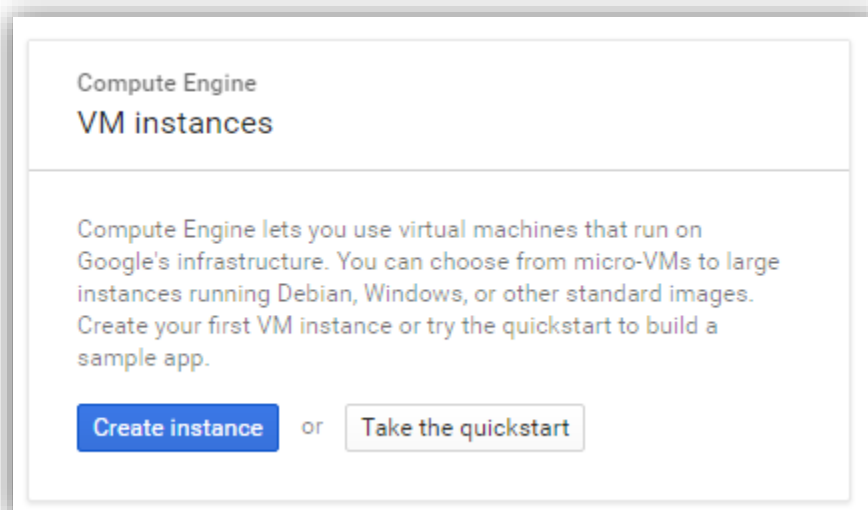 Compute Engine
VM instances
Compute Engine lets you use virtual machines that run on
Google's infrastructure. You can choose from micro-VMs to large
instances running Debian, Windows, or other standard images.
Create your first VM instance or try the quickstart to build a
sample app.
Create instance or Take the quickstart